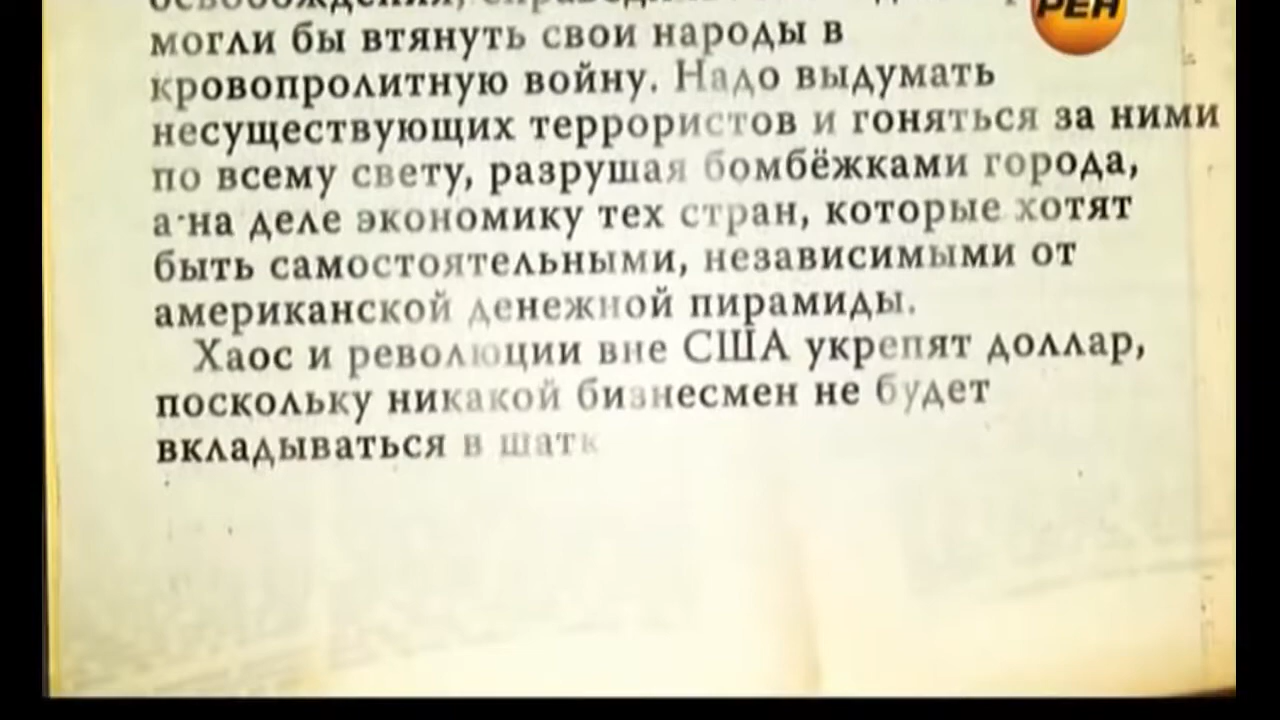 РЕН
могли бы втянуть свои народы в
кровопролитную войну. Надо выдумать
несуществующих террористов и гоняться за ними
по всему свету, разрушая бомбёжками города,
а на деле экономику тех стран, которые хотят
быть самостоятельными, независимыми от
американской денежной пирамиды.
Хаос и революции вне США укрепят доллар,
поскольку никакой бизнесмен не будет
вкладываться в шатк